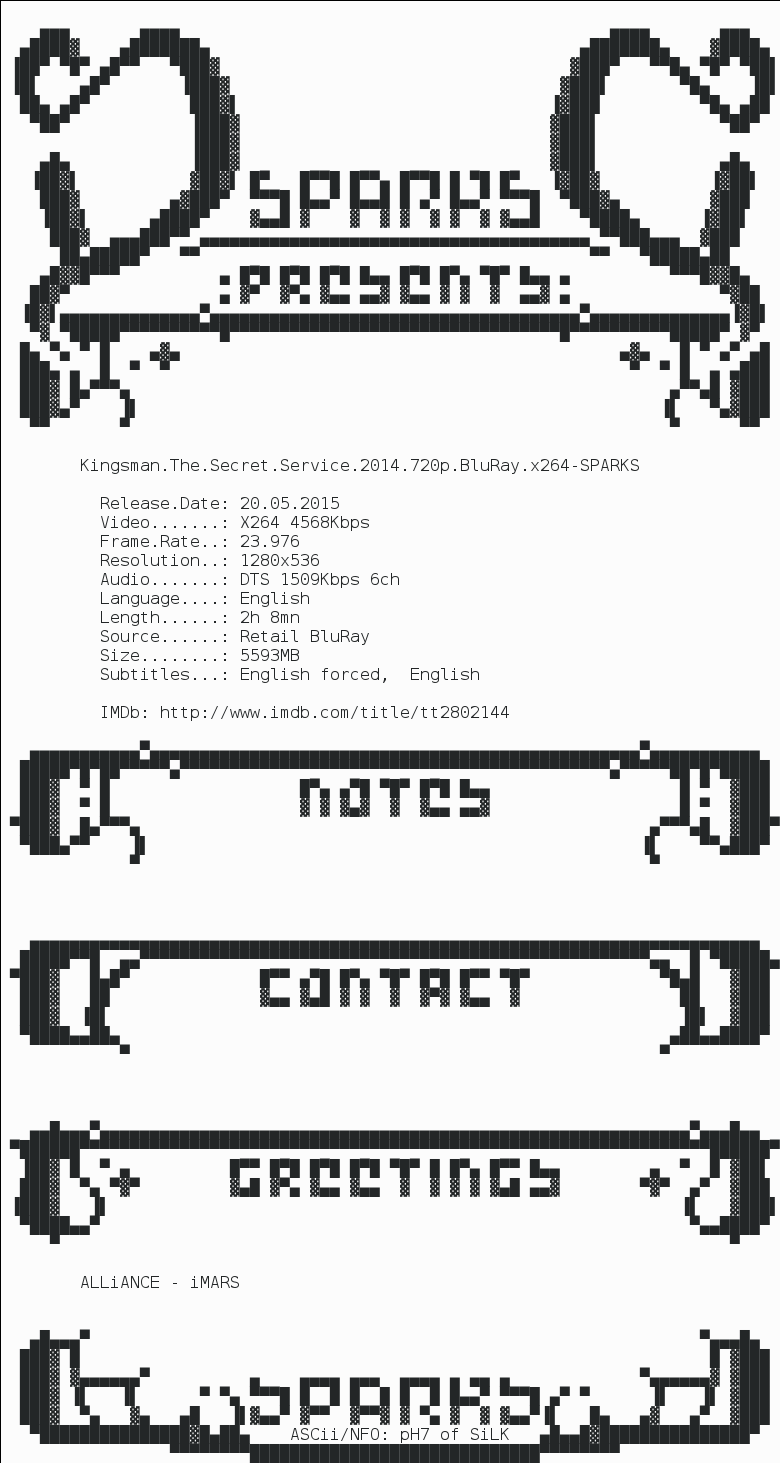 SPARKS
:PRESENTS:
Kingsman.The.Secret.Service.2014.720p.BluRay.x264-SPARKS
Release.Date: 20.05.2015
Video.......: X264 4568Kbps
Frame.Rate..: 23.976
Resolution..: 1280x536
Audio.......: DTS 1509Kbps 6ch
Language....: English
Length......: 2h 8mn
Source......: Retail BluRay
Size........: 5593MB
Subtitles...: English forced,  English
IMDb: http://www.imdb.com/title/tt2802144
NOTES
CONTACT
GREETINGS
ALLiANCE - iMARS
SPARKS
ASCii/NFO: pH7 of SiLK